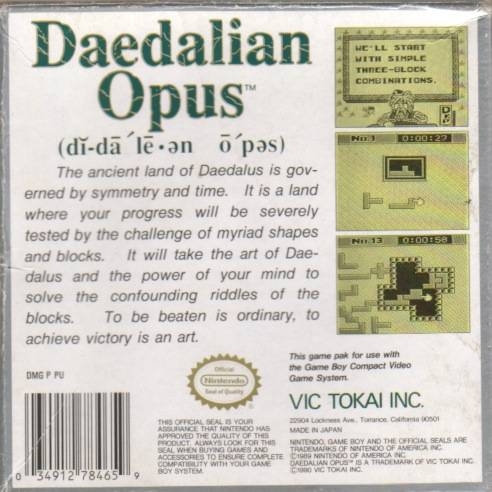 Daedalian
Opus™
(dī-dā´lē•ən ō´pəs)
The ancient land of Daedalus is gov-
erned by symmetry and time. It is a land
where your progress will be severely
tested by the challenge of myriad shapes
and blocks. It will take the art of Dae-
dalus and the power of your mind to
solve the confounding riddles of the
blocks. To be beaten is ordinary, to
achieve victory is an art.
WE'LL START
WITH SIMPLE
THREE-BLOCK
COMBINATIONS.
No.1 0:00:29
No.13 0:00:58
DMG P PU
0 34912 78465 9
Official
Nintendo
Seal of Quality
THIS OFFICIAL SEAL IS YOUR
ASSURANCE THAT NINTENDO HAS
APPROVED THE QUALITY OF THIS
PRODUCT. ALWAYS LOOK FOR THIS
SEAL WHEN BUYING GAMES AND
ACCESSORIES TO ENSURE COMPLETE
COMPATIBILITY WITH YOUR GAME
BOY SYSTEM.
This game pak for use with
the Game Boy Compact Video
Game System.
VIC TOKAI INC.
22904 Lockness Ave., Torrance, California 90501
MADE IN JAPAN
NINTENDO, GAME BOY AND THE OFFICIAL SEALS ARE
TRADEMARKS OF NINTENDO OF AMERICA INC.
©1989 NINTENDO OF AMERICA INC.
DAEDALIAN OPUS™ IS A TRADEMARK OF VIC TOKAI INC.
©1990 VIC TOKAI INC.